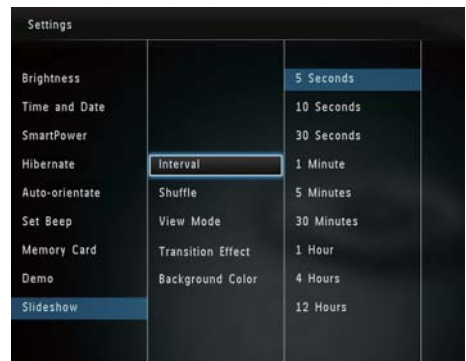 Settings
Brightness
Time and Date
SmartPower
Hibernate
Auto-orientate
Set Beep
Memory Card
Demo
Slideshow
Interval
Shuffle
View Mode
Transition Effect
Background Color
5 Seconds
10 Seconds
30 Seconds
1 Minute
5 Minutes
30 Minutes
1 Hour
4 Hours
12 Hours